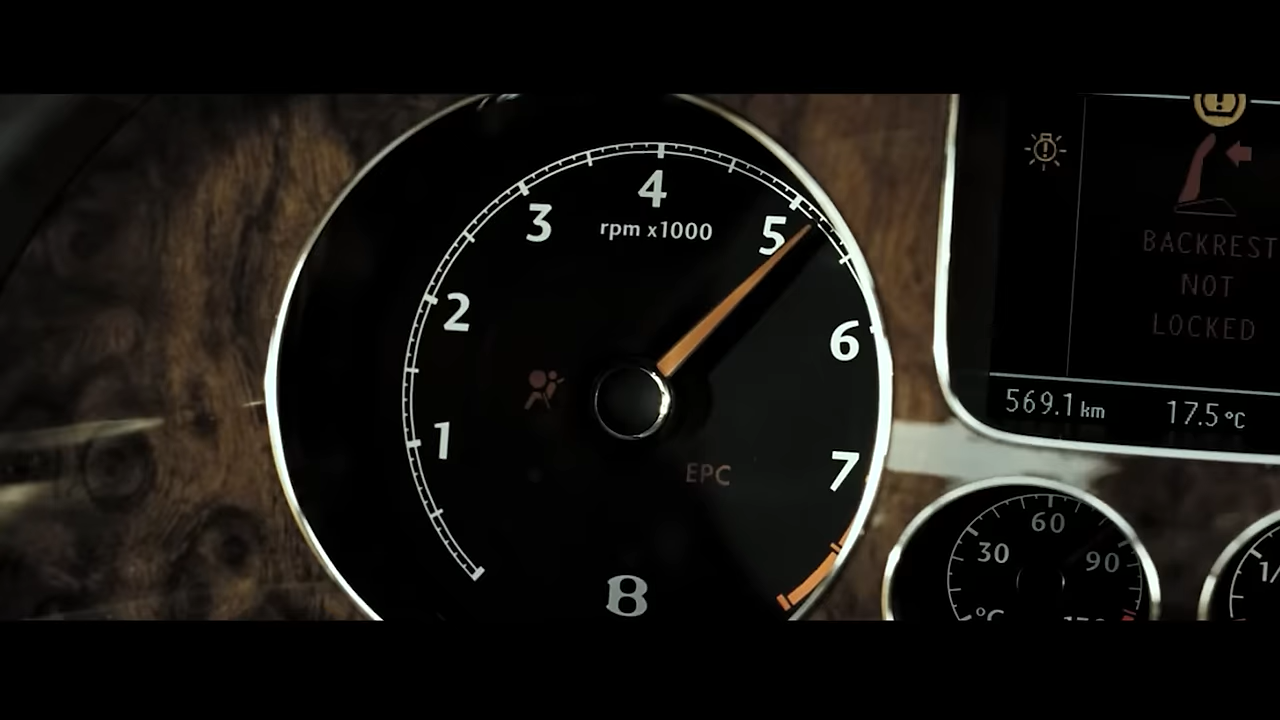 4
3
rpm x1000
5
2
6
1
7
EPC
B
BACKREST
NOT
LOCKED
569.1 km
17.5 °C
60
30
90
°C